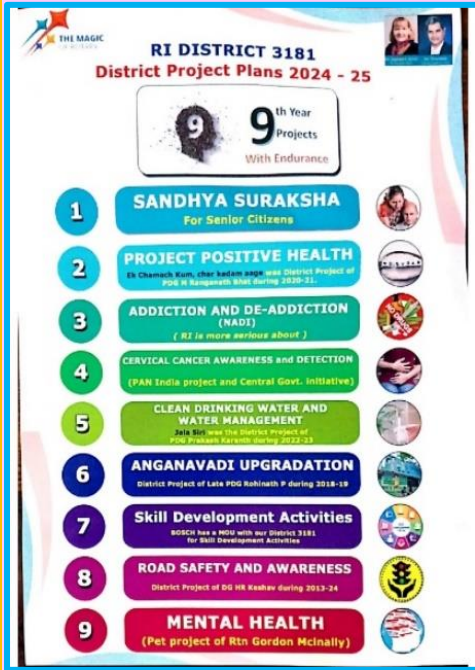 THE MAGIC
RI DISTRICT 3181
District Project Plans 2024 - 25
9
9th Year
Projects
With Endurance
1
SANDHYA SURAKSHA
For Senior Citizens
2
PROJECT POSITIVE HEALTH
Ek Chamach Kum, char kadam aage was District Project of
PDG M Ranganath Bhat during 2020-21.
3
ADDICTION AND DE-ADDICTION
(NADI)
( RI is more serious about )
4
CERVICAL CANCER AWARENESS and DETECTION
(PAN India project and Central Govt. initiative)
5
CLEAN DRINKING WATER AND
WATER MANAGEMENT
Jala Siri was the District Project of
PDG Prakash Karanth during 2022-23
6
ANGANAVADI UPGRADATION
District Project of Late PDG Rohinath P during 2018-19
7
Skill Development Activities
BOSCH has a MOU with our District 3181
for Skill Development Activities
8
ROAD SAFETY AND AWARENESS
District Project of DG HR Keshav during 2013-24
9
MENTAL HEALTH
(Pet project of Rtn Gordon McInally)